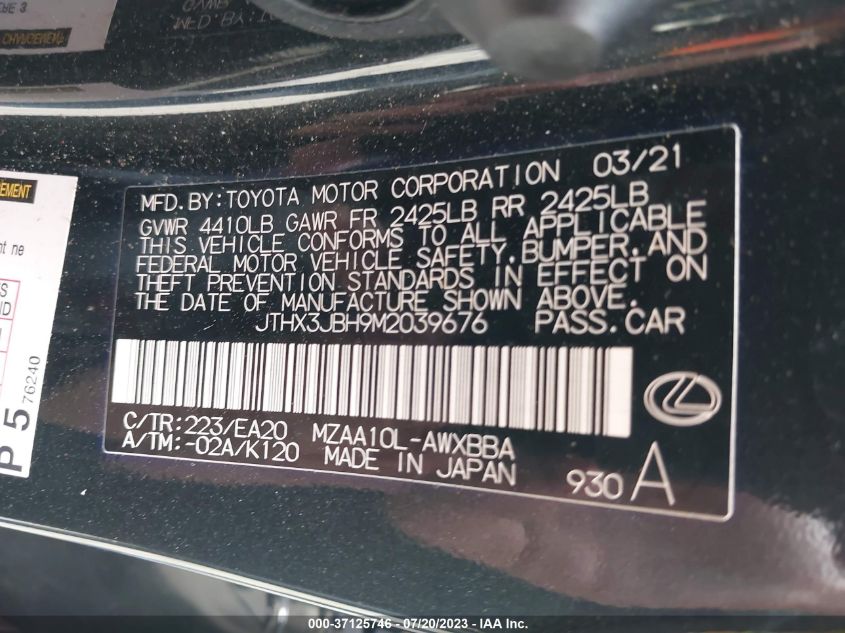 MFD. BY: TOYOTA MOTOR CORPORATION 03/21
GVWR 4410LB GAWR FR 2425LB RR 2425LB
THIS VEHICLE CONFORMS TO ALL APPLICABLE
FEDERAL MOTOR VEHICLE SAFETY, BUMPER, AND
THEFT PREVENTION STANDARDS IN EFFECT ON
THE DATE OF MANUFACTURE SHOWN ABOVE.
JTHX3JBH9M2039676 PASS.CAR
C/TR:223/EA20 MZAA10L-AWXBBA
A/TM:-02A/K120 MADE IN JAPAN
930 A
P 5 76240
000-37125746 - 07/20/2023 - IAA Inc.